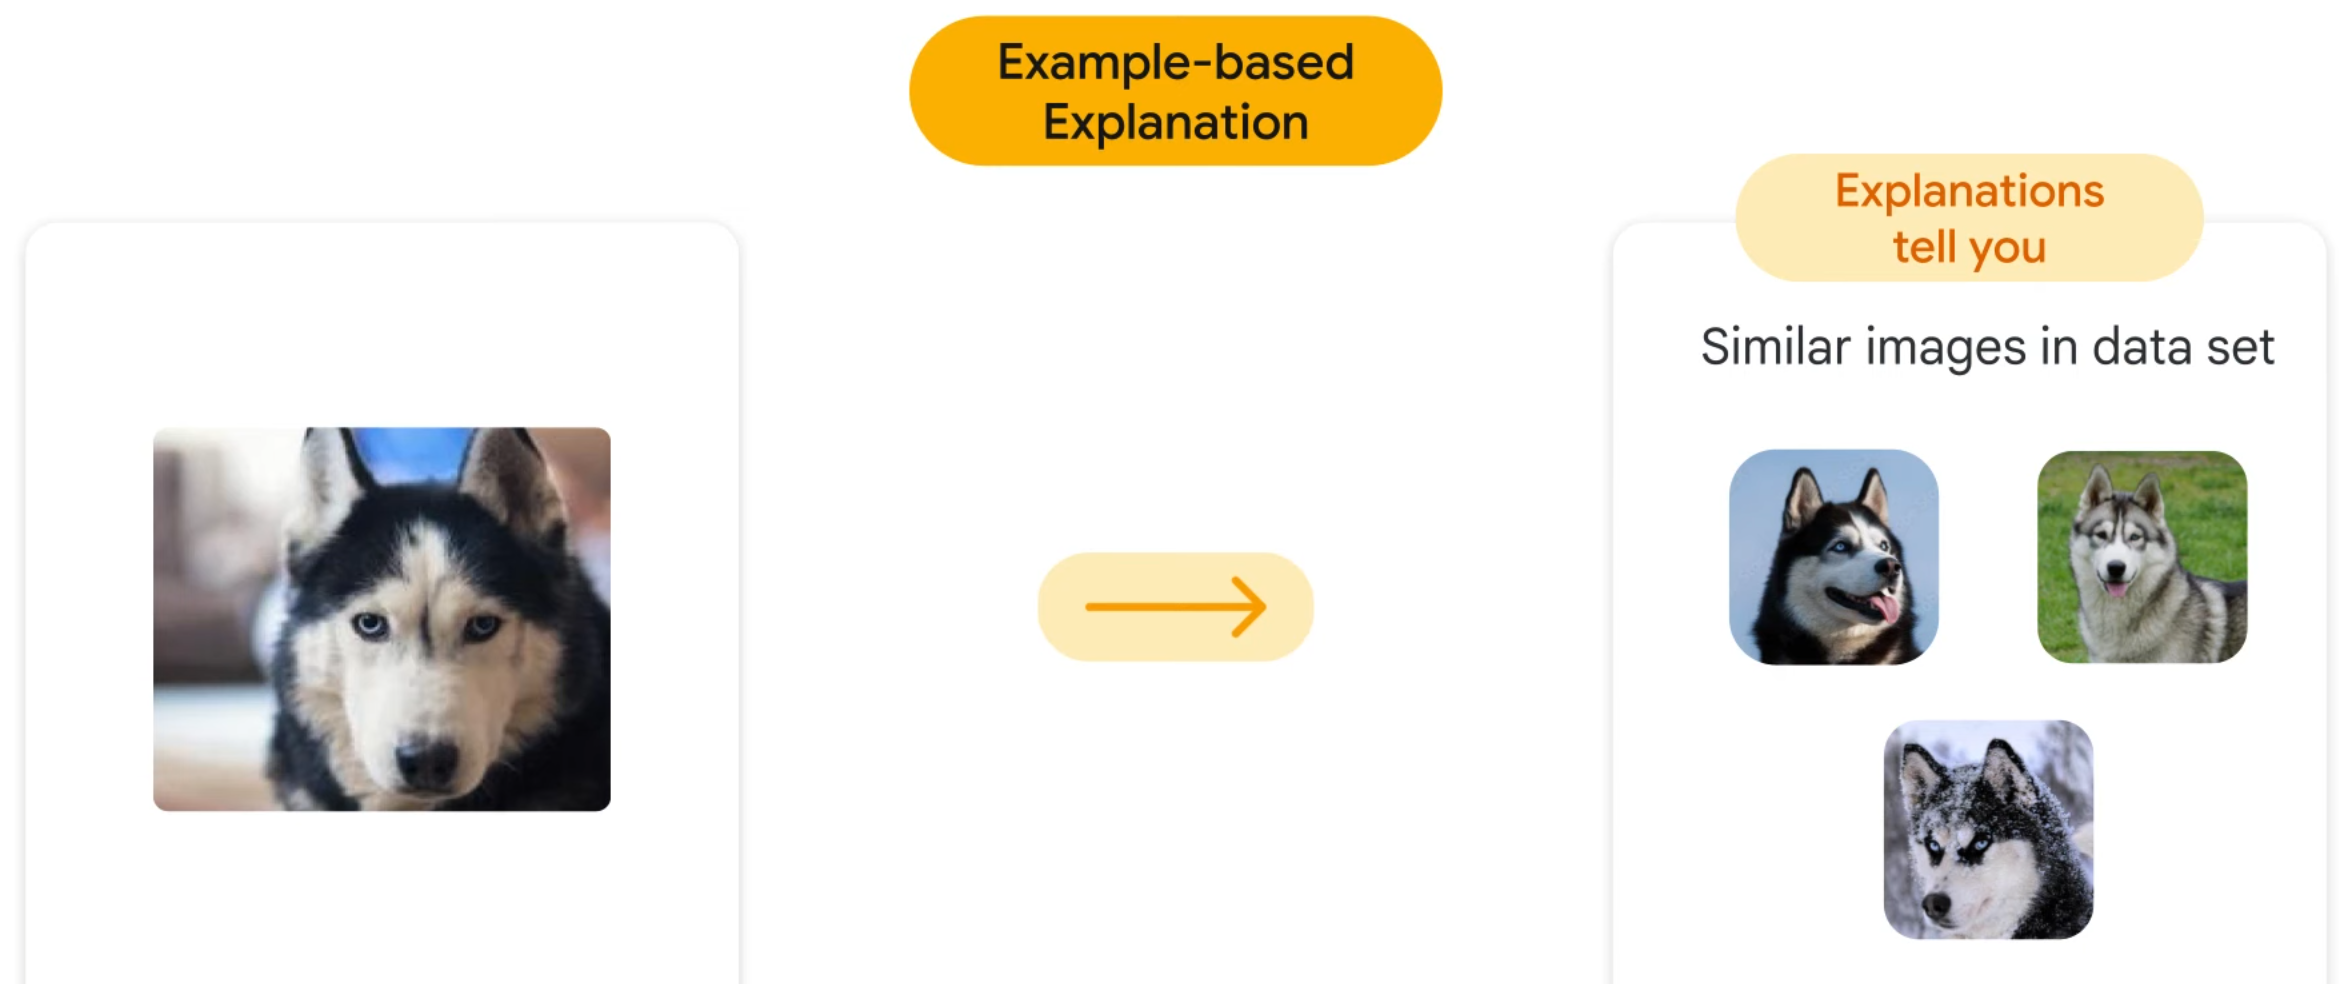 Example-based
Explanation
Explanations
tell you
Similar images in data set